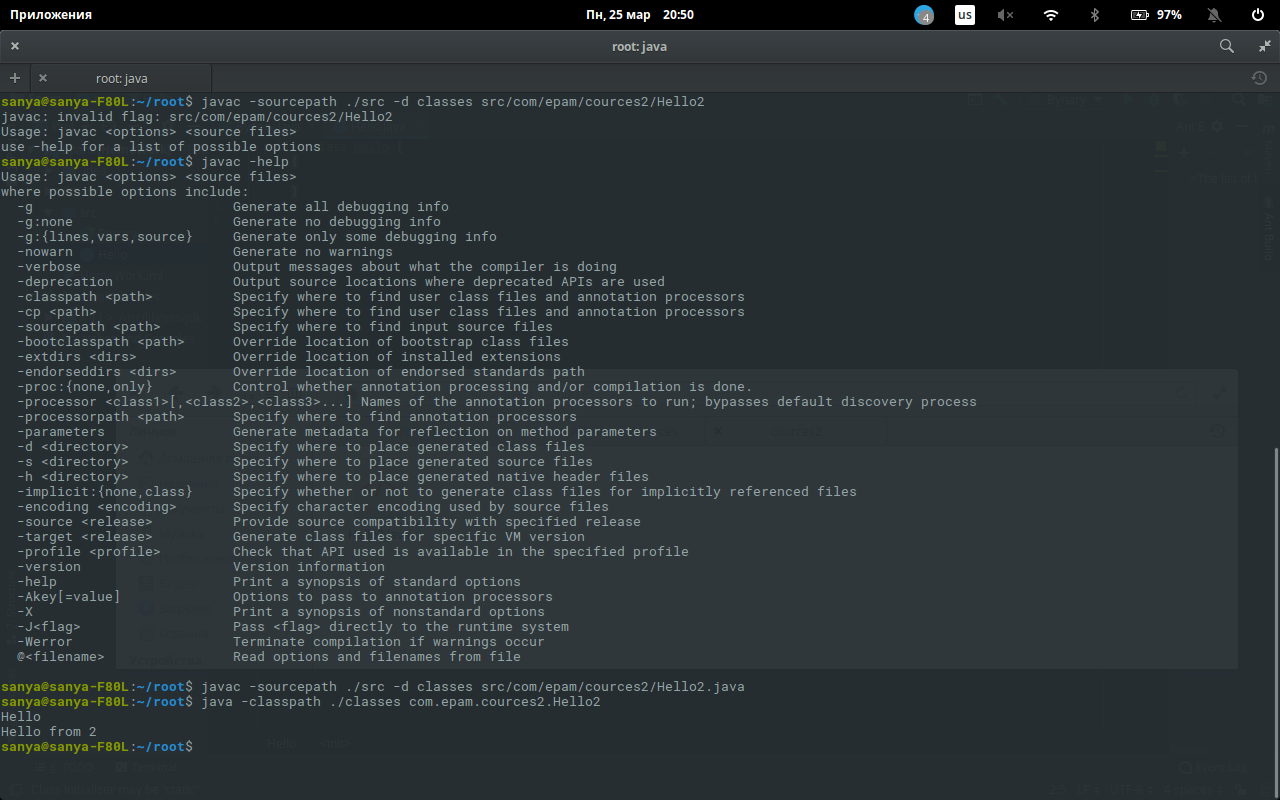 Приложения
Пн, 25 мар 20:50
4
us
97%
root: java
root: java
sanya@sanya-F80L:~/root$ javac -sourcepath ./src -d classes src/com/epam/cources2/Hello2
javac: invalid flag: src/com/epam/cources2/Hello2
Usage: javac <options> <source files>
use -help for a list of possible options
sanya@sanya-F80L:~/root$ javac -help
Usage: javac <options> <source files>
where possible options include:
-g Generate all debugging info
-g:none Generate no debugging info
-g:{lines,vars,source} Generate only some debugging info
-nowarn Generate no warnings
-verbose Output messages about what the compiler is doing
-deprecation Output source locations where deprecated APIs are used
-classpath <path> Specify where to find user class files and annotation processors
-cp <path> Specify where to find user class files and annotation processors
-sourcepath <path> Specify where to find input source files
-bootclasspath <path> Override location of bootstrap class files
-extdirs <dirs> Override location of installed extensions
-endorseddirs <dirs> Override location of endorsed standards path
-proc:{none,only} Control whether annotation processing and/or compilation is done.
-processor <class1>[,<class2>,<class3>...] Names of the annotation processors to run; bypasses default discovery process
-processorpath <path> Specify where to find annotation processors
-parameters Generate metadata for reflection on method parameters
-d <directory> Specify where to place generated class files
-s <directory> Specify where to place generated source files
-h <directory> Specify where to place generated native header files
-implicit:{none,class} Specify whether or not to generate class files for implicitly referenced files
-encoding <encoding> Specify character encoding used by source files
-source <release> Provide source compatibility with specified release
-target <release> Generate class files for specific VM version
-profile <profile> Check that API used is available in the specified profile
-version Version information
-help Print a synopsis of standard options
-Akey[=value] Options to pass to annotation processors
-X Print a synopsis of nonstandard options
-J<flag> Pass <flag> directly to the runtime system
-Werror Terminate compilation if warnings occur
@<filename> Read options and filenames from file
sanya@sanya-F80L:~/root$ javac -sourcepath ./src -d classes src/com/epam/cources2/Hello2.java
sanya@sanya-F80L:~/root$ java -classpath ./classes com.epam.cources2.Hello2
Hello
Hello from 2
sanya@sanya-F80L:~/root$